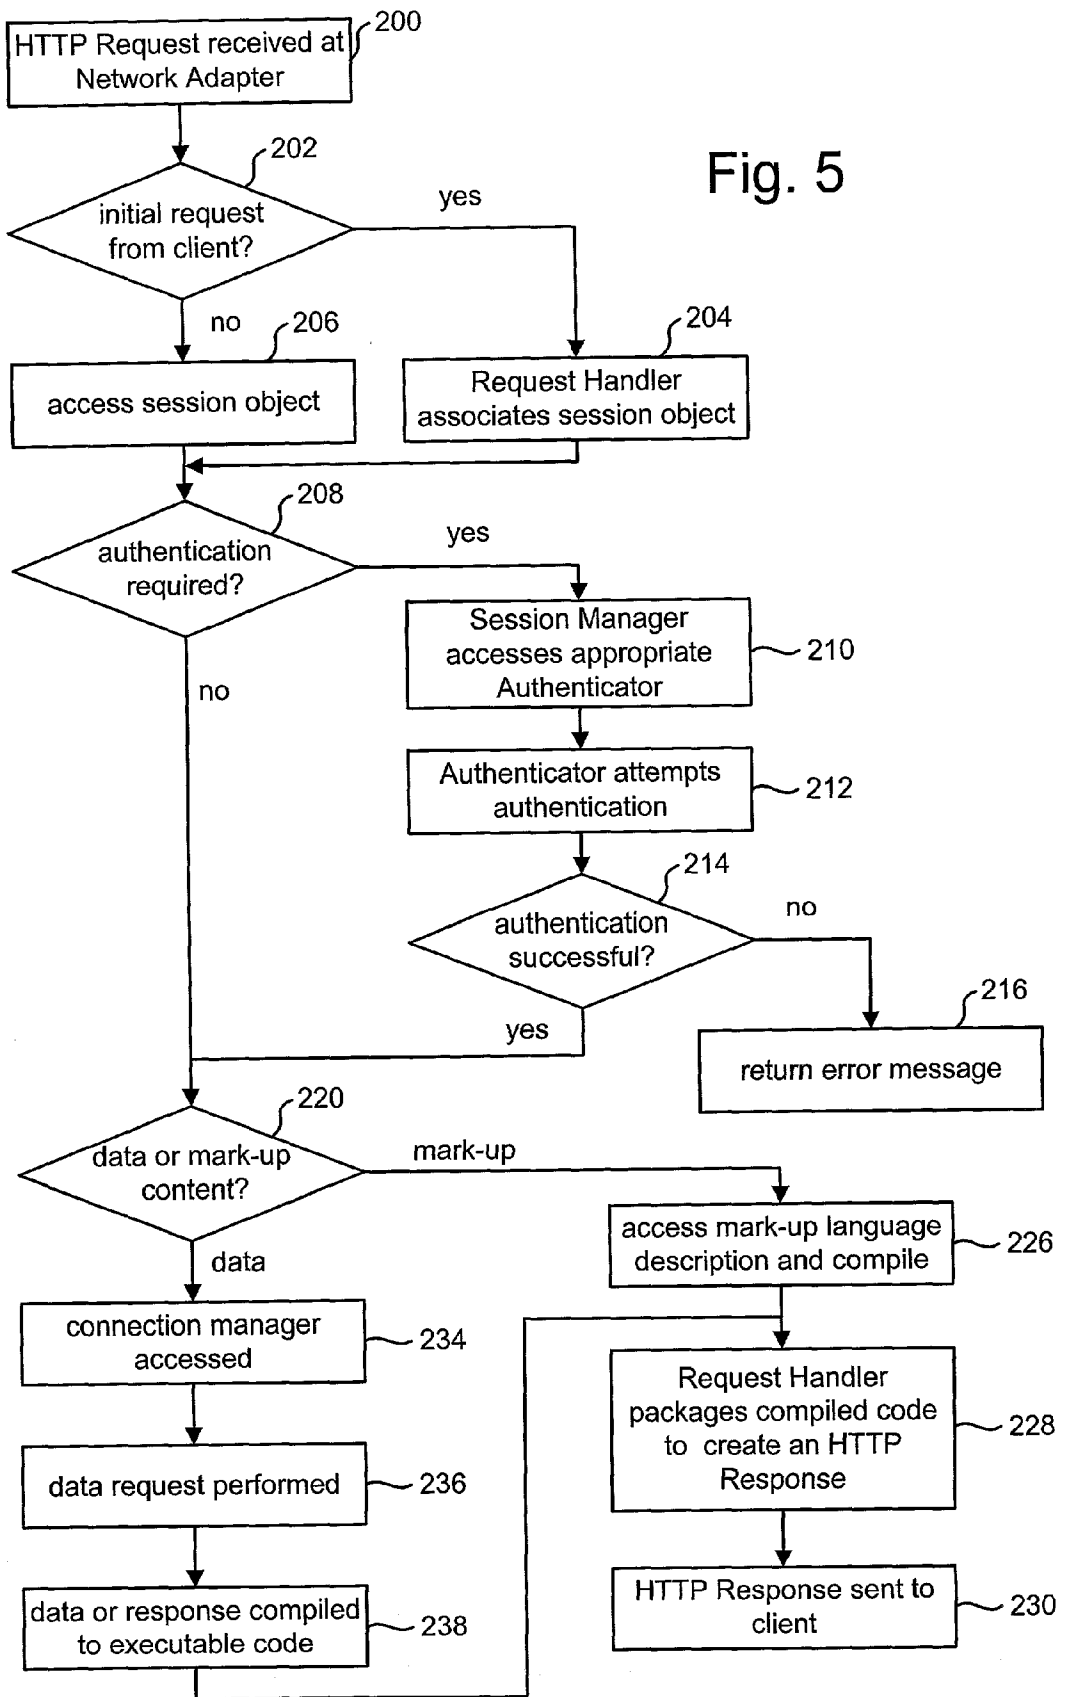 200
HTTP Request received at
Network Adapter
202
Fig. 5
yes
initial request
from client?
no
206
204
access session object
Request Handler
associates session object
208
yes
authentication
required?
Session Manager
accesses appropriate
Authenticator
210
no
Authenticator attempts
authentication
212
214
no
authentication
successful?
216
yes
return error message
220
mark-up
data or mark-up
content?
access mark-up language
description and compile
226
data
connection manager
accessed
234
Request Handler
packages compiled code
to create an HTTP
Response
228
data request performed
236
HTTP Response sent to
client
230
data or response compiled
to executable code
238